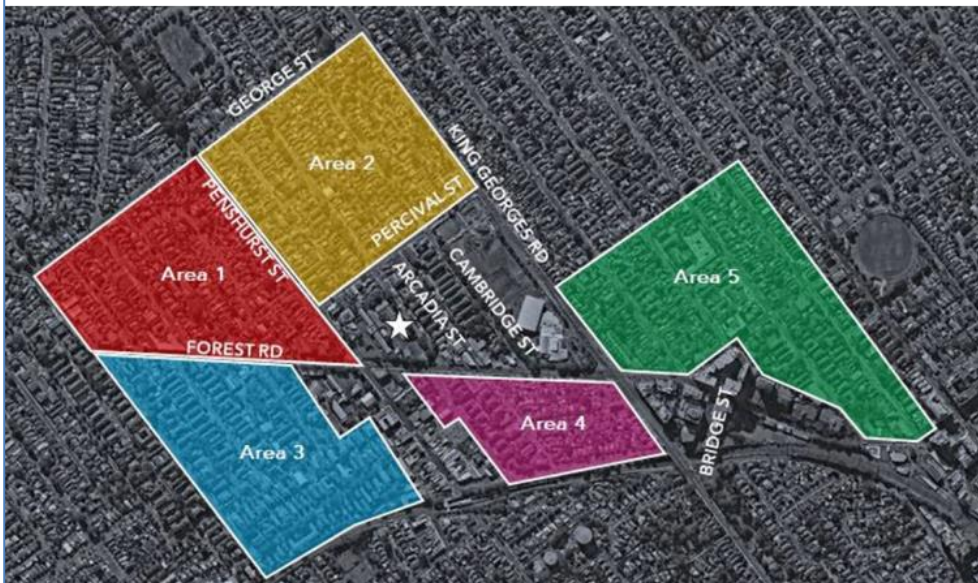 GEORGE ST
Area 2
KING GEORGES RD
PENSHURST ST
PERCIVAL ST
Area 1
ARCADIA ST
CAMBRIDGE ST
Area 5
FOREST RD
Area 4
Area 3
BRIDGE ST